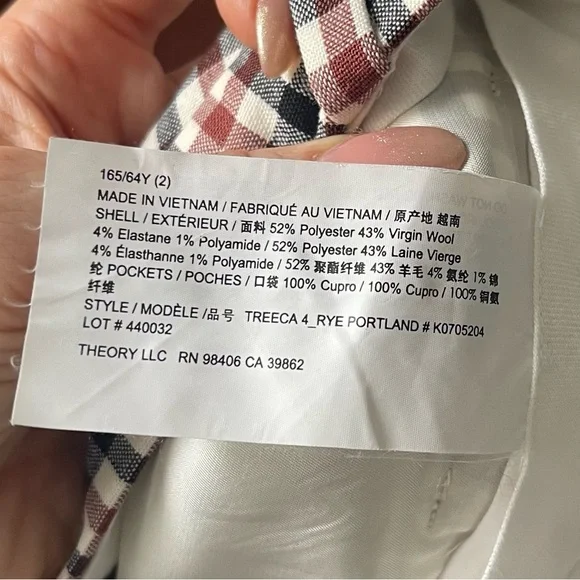 165/64Y (2)
MADE IN VIETNAM / FABRIQUÉ AU VIETNAM / 原产地 越南
SHELL / EXTÉRIEUR / 面料 52% Polyester 43% Virgin Wool
4% Elastane 1% Polyamide / 52% Polyester 43% Laine Vierge
4% Élasthanne 1% Polyamide / 52% 聚酯纤维 43% 羊毛 4% 氨纶 1% 锦
纶 POCKETS / POCHES / 口袋 100% Cupro / 100% Cupro / 100% 铜氨
纤维
STYLE / MODÈLE /品号 TREECA 4_RYE PORTLAND # K0705204
LOT # 440032
THEORY LLC RN 98406 CA 39862